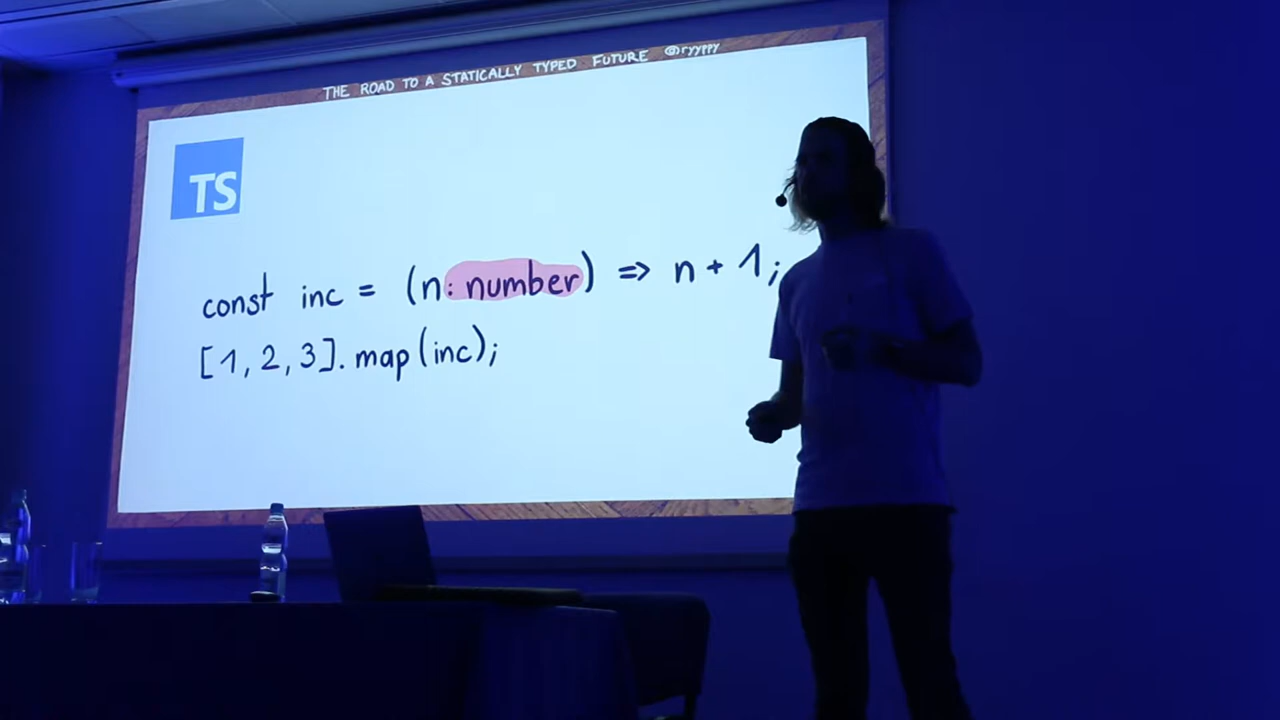 THE ROAD TO A STATICALLY TYPED FUTURE @ryyppy
TS
const inc = (n: number) => n + 1;
[1, 2, 3].map(inc);